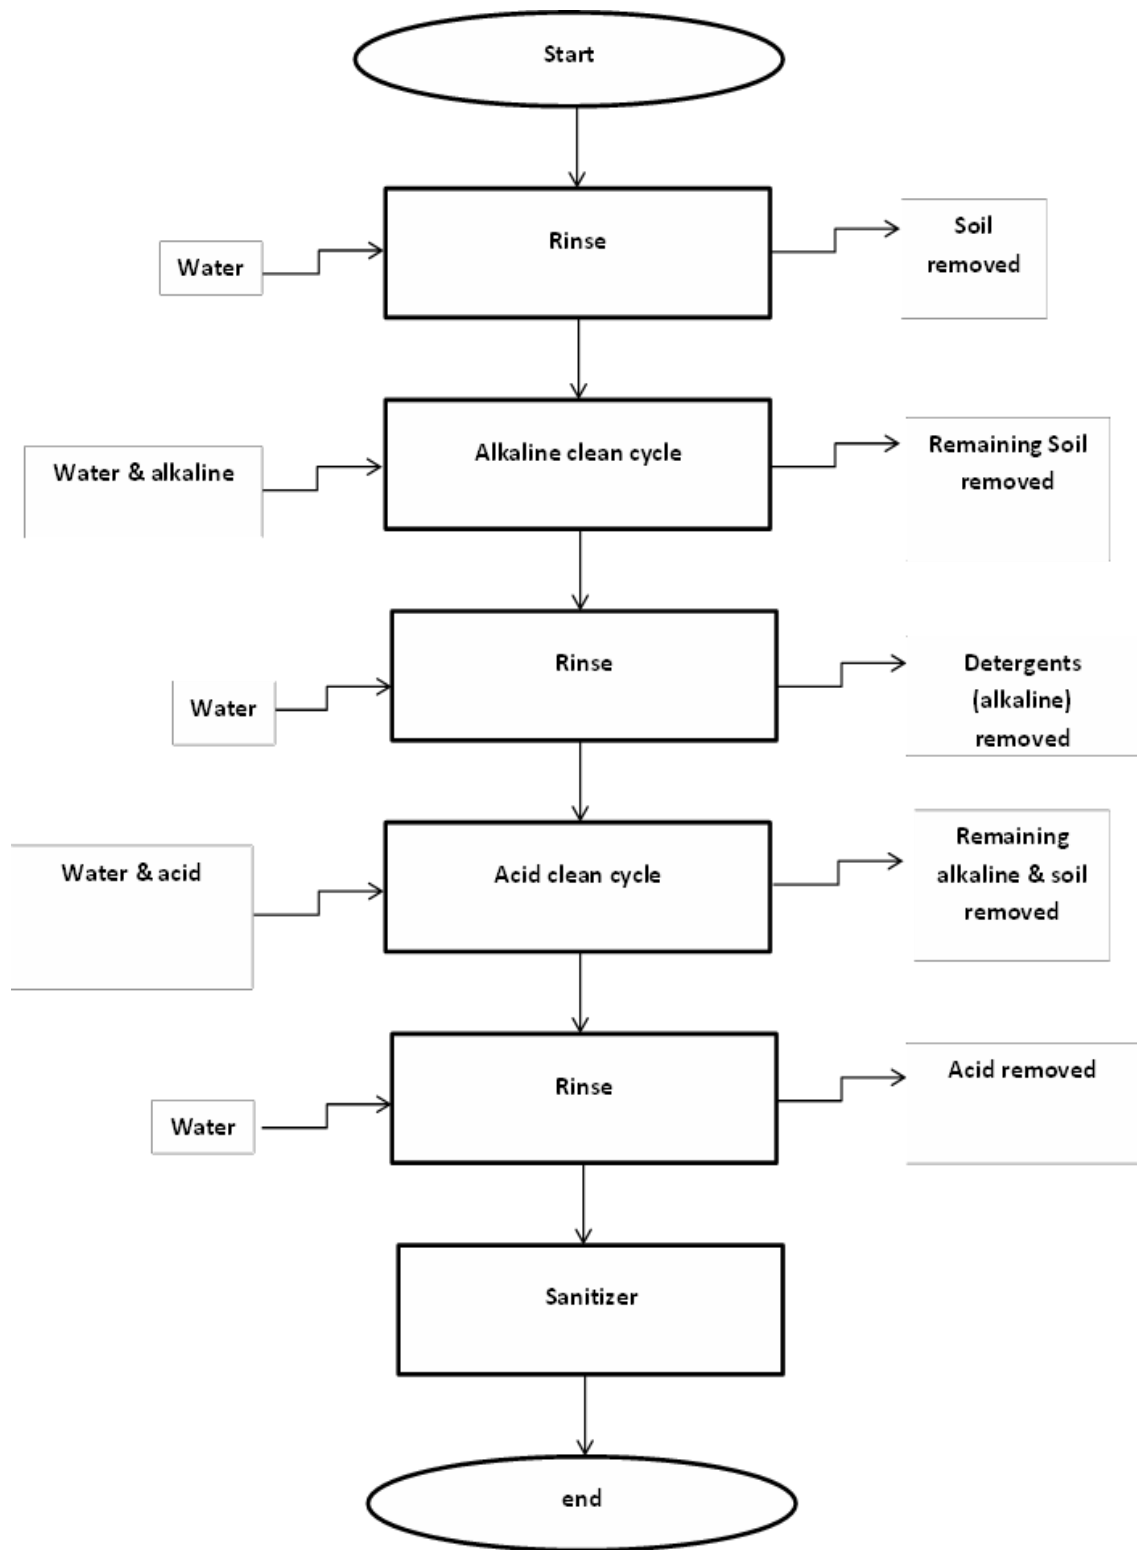 Start
Rinse
Water
Soil
removed
Alkaline clean cycle
Water & alkaline
Remaining Soil
removed
Rinse
Water
Detergents
(alkaline)
removed
Acid clean cycle
Water & acid
Remaining
alkaline & soil
removed
Rinse
Water
Acid removed
Sanitizer
end